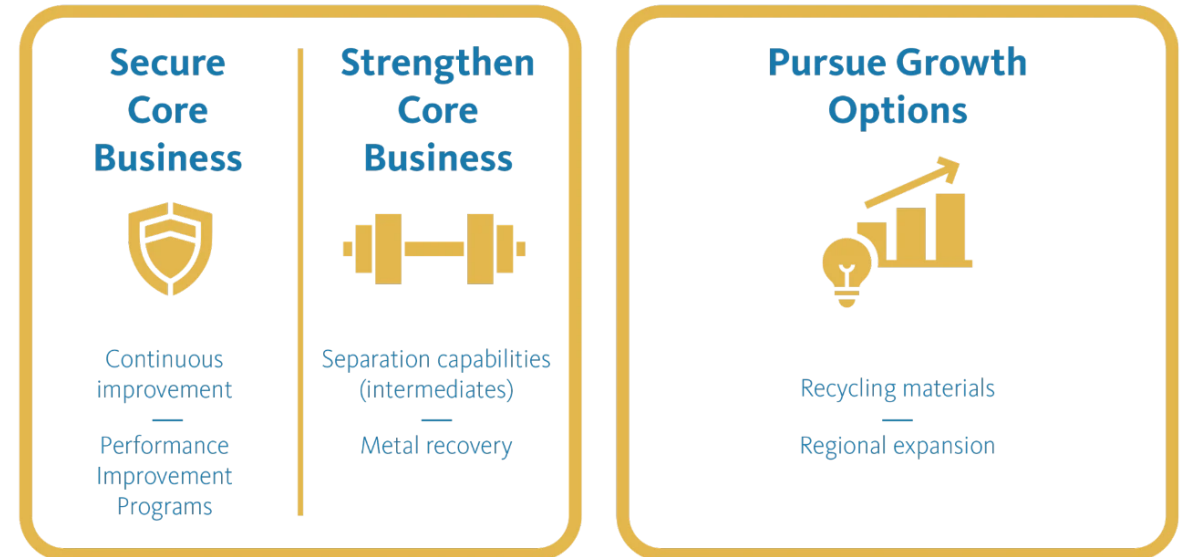 Secure
Core
Business
Continuous
improvement
Performance
Improvement
Programs
Strengthen
Core
Business
Separation capabilities
(intermediates)
Metal recovery
Pursue Growth
Options
Recycling materials
Regional expansion